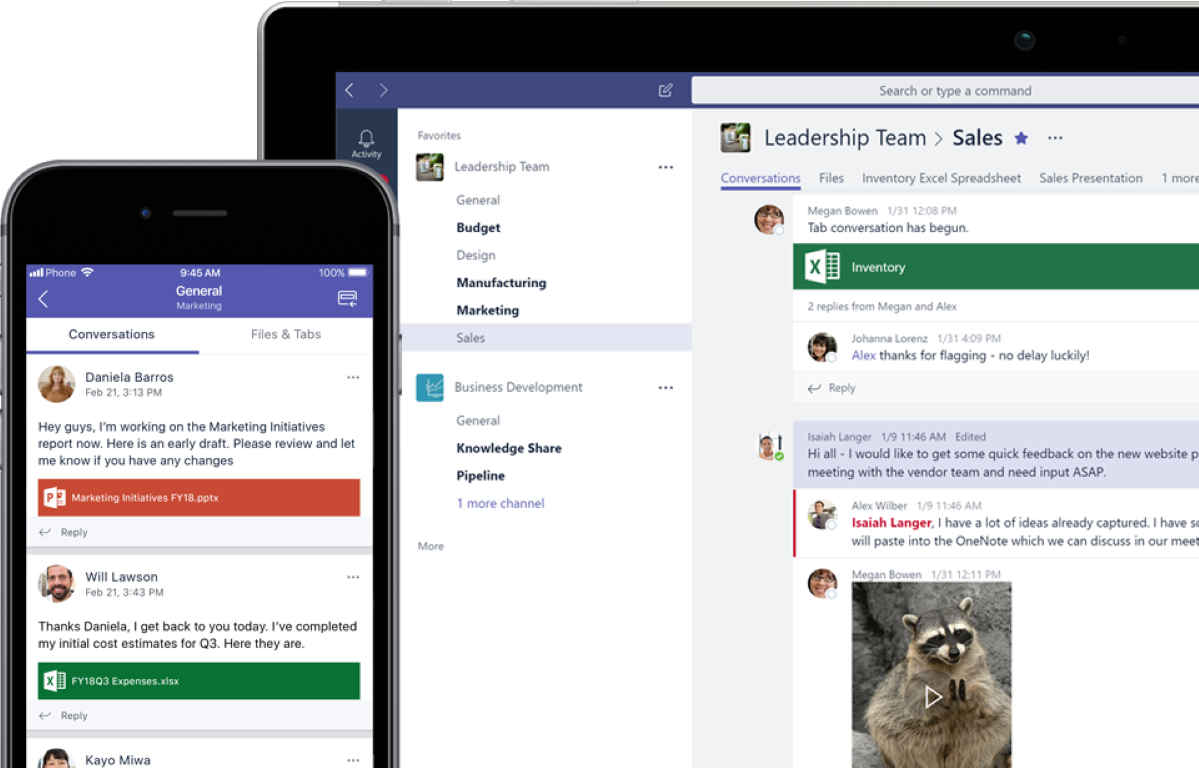 Search or type a command
Activity
Favorites
Leadership Team
General
Budget
Design
Manufacturing
Marketing
Sales
Business Development
General
Knowledge Share
Pipeline
1 more channel
More
Leadership Team > Sales
Conversations Files Inventory Excel Spreadsheet Sales Presentation 1 more
Megan Bowen 1/31 12:08 PM
Tab conversation has begun.
Inventory
2 replies from Megan and Alex
Johanna Lorenz 1/31 4:09 PM
Alex thanks for flagging - no delay luckily!
Reply
Isaiah Langer 1/9 11:46 AM Edited
Hi all - I would like to get some quick feedback on the new website p
meeting with the vendor team and need input ASAP.
Alex Wilber 1/9 11:46 AM
Isaiah Langer, I have a lot of ideas already captured. I have so
will paste into the OneNote which we can discuss in our meet
Megan Bowen 1/31 12:11 PM
Phone 9:45 AM 100%
General
Marketing
Conversations Files & Tabs
Daniela Barros
Feb 21, 3:13 PM
Hey guys, I'm working on the Marketing Initiatives
report now. Here is an early draft. Please review and let
me know if you have any changes
Marketing Initiatives FY18.pptx
Reply
Will Lawson
Feb 21, 3:43 PM
Thanks Daniela, I get back to you today. I've completed
my initial cost estimates for Q3. Here they are.
FY18Q3 Expenses.xlsx
Reply
Kayo Miwa